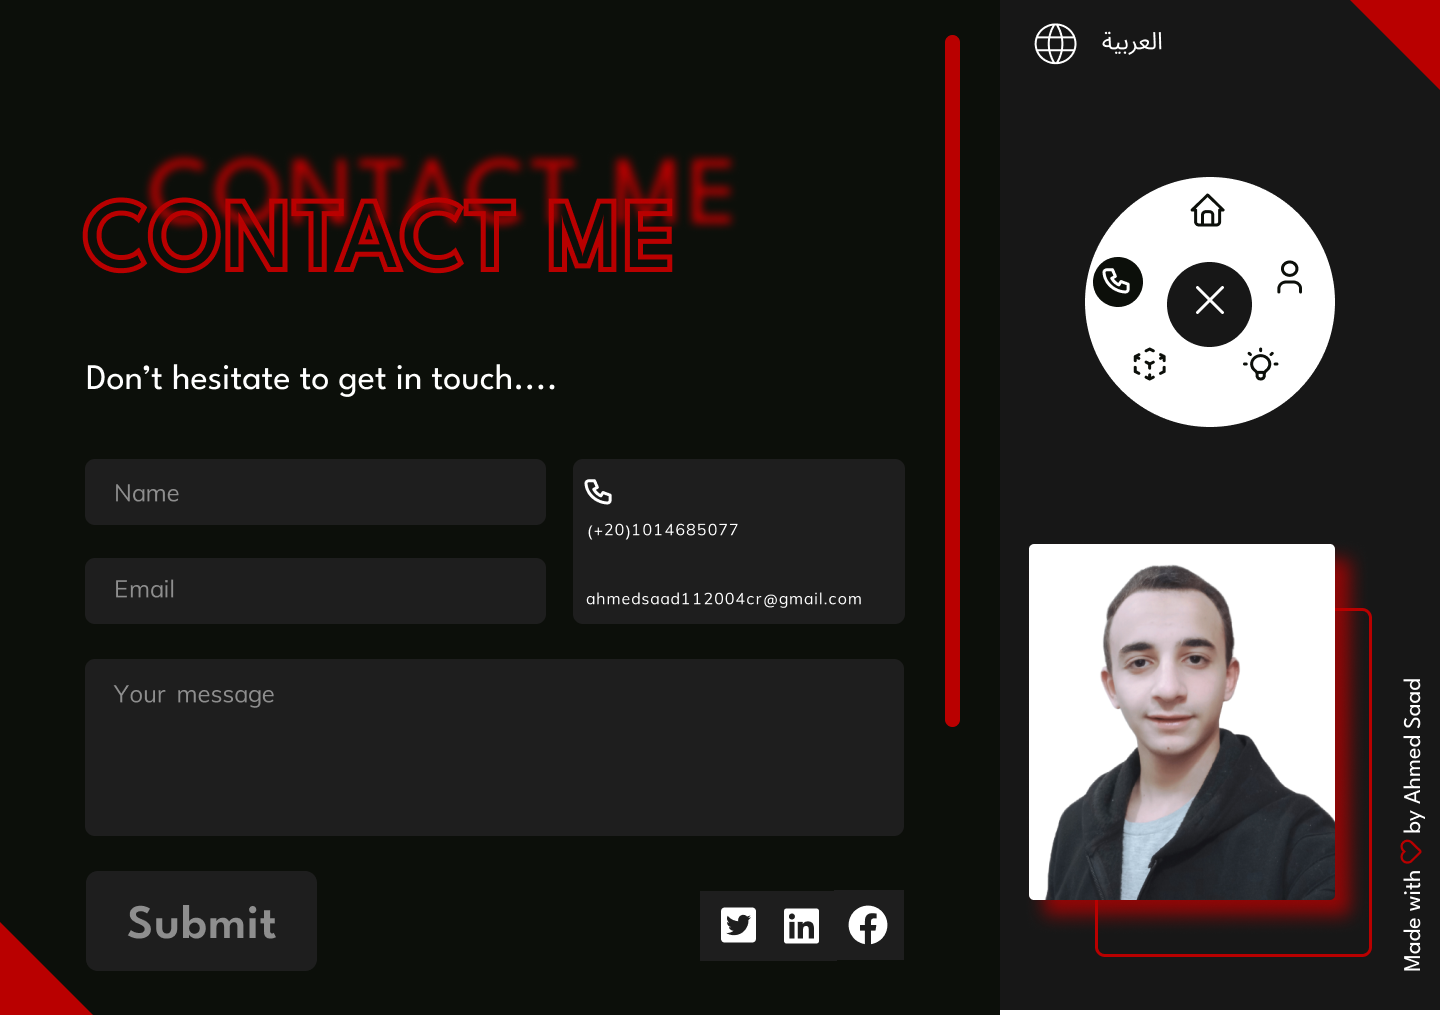 العربية
CONTACT ME
CONTACT ME
Don’t hesitate to get in touch....
Name
(+20)1014685077
Email
ahmedsaad112004cr@gmail.com
Your message
Submit
Made with by Ahmed Saad